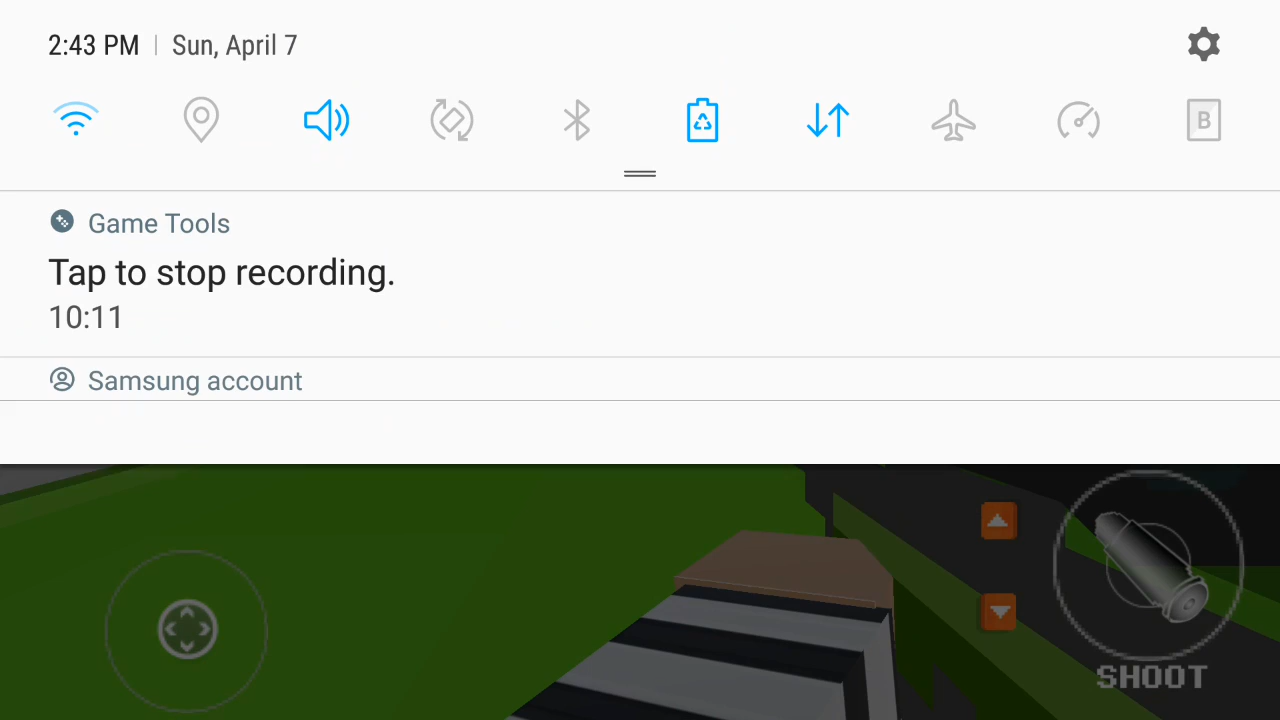 2:43 PM | Sun, April 7
B
Game Tools
Tap to stop recording.
10:11
Samsung account
SHOOT